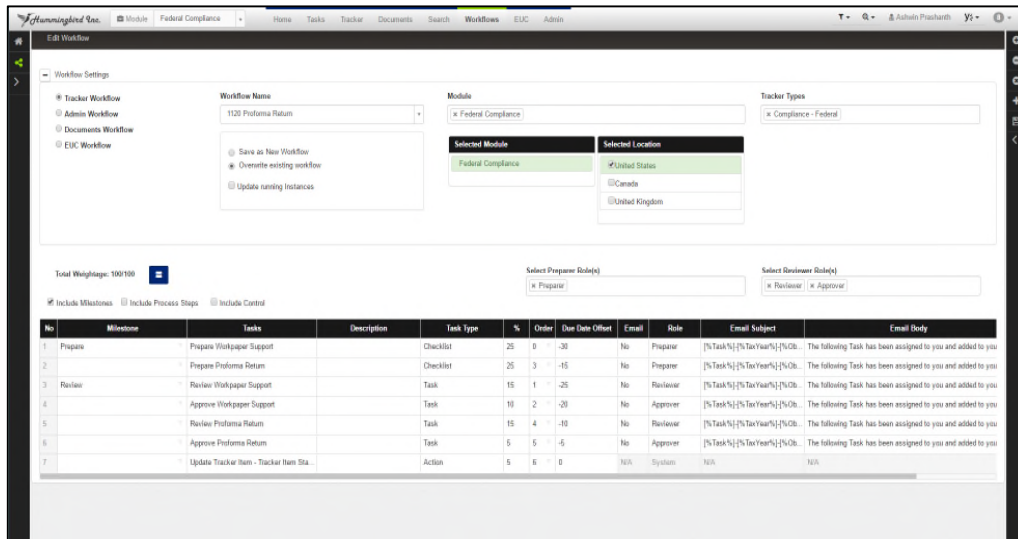 Hummingbird Inc. Module Federal Compliance Home Tasks Tracker Documents Search Workflows EUC Admin Ashwin Prashanth
Edit Workflow
Workflow Settings
Tracker Workflow
Admin Workflow
Documents Workflow
EUC Workflow
Workflow Name
1120 Proforma Return
Save as New Workflow
Overwrite existing workflow
Update running Instances
Module
× Federal Compliance
Selected Module
Federal Compliance
Selected Location
United States
Canada
United Kingdom
Tracker Types
× Compliance - Federal
Total Weightage: 100/100
Select Preparer Role(s)
× Preparer
Select Reviewer Role(s)
× Reviewer × Approver
Include Milestones Include Process Steps Include Control
No Milestone Tasks Description Task Type % Order Due Date Offset Email Role Email Subject Email Body
1 Prepare Prepare Workpaper Support Checklist 25 0 -30 No Preparer [%Task%]-[%TaxYear%]-[%Ob... The following Task has been assigned to you and added to you
2 Prepare Proforma Return Checklist 25 3 -15 No Preparer [%Task%]-[%TaxYear%]-[%Ob... The following Task has been assigned to you and added to you
3 Review Review Workpaper Support Task 15 1 -25 No Reviewer [%Task%]-[%TaxYear%]-[%Ob... The following Task has been assigned to you and added to you
4 Approve Workpaper Support Task 10 2 -20 No Approver [%Task%]-[%TaxYear%]-[%Ob... The following Task has been assigned to you and added to you
5 Review Proforma Return Task 15 4 -10 No Reviewer [%Task%]-[%TaxYear%]-[%Ob... The following Task has been assigned to you and added to you
6 Approve Proforma Return Task 5 5 -5 No Approver [%Task%]-[%TaxYear%]-[%Ob... The following Task has been assigned to you and added to you
7 Update Tracker Item - Tracker Item Sta... Action 5 6 0 N/A System N/A N/A